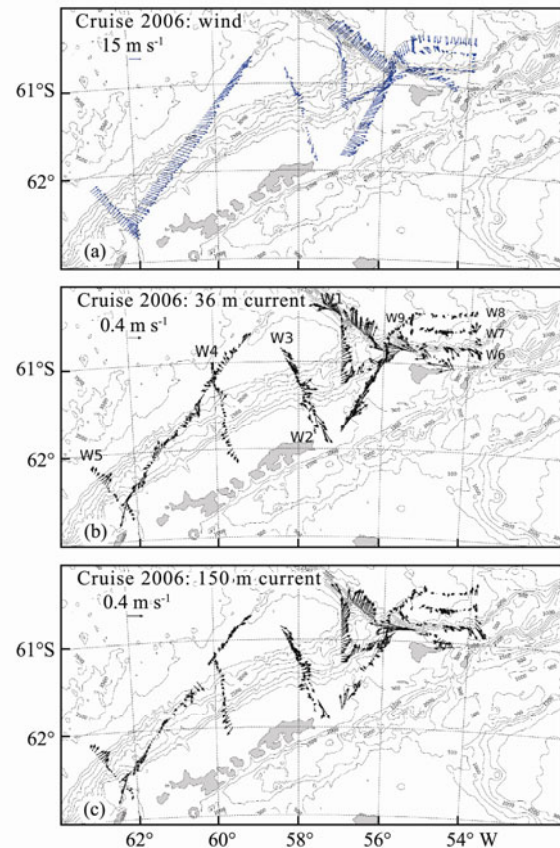 Cruise 2006: wind
15 m s⁻¹
61°S
62°
(a)
Cruise 2006: 36 m current
0.4 m s⁻¹
W1
W9
W8
W7
W6
W3
W4
W2
W5
61°S
62°
(b)
Cruise 2006: 150 m current
0.4 m s⁻¹
61°S
62°
(c)
62° 60° 58° 56° 54° W